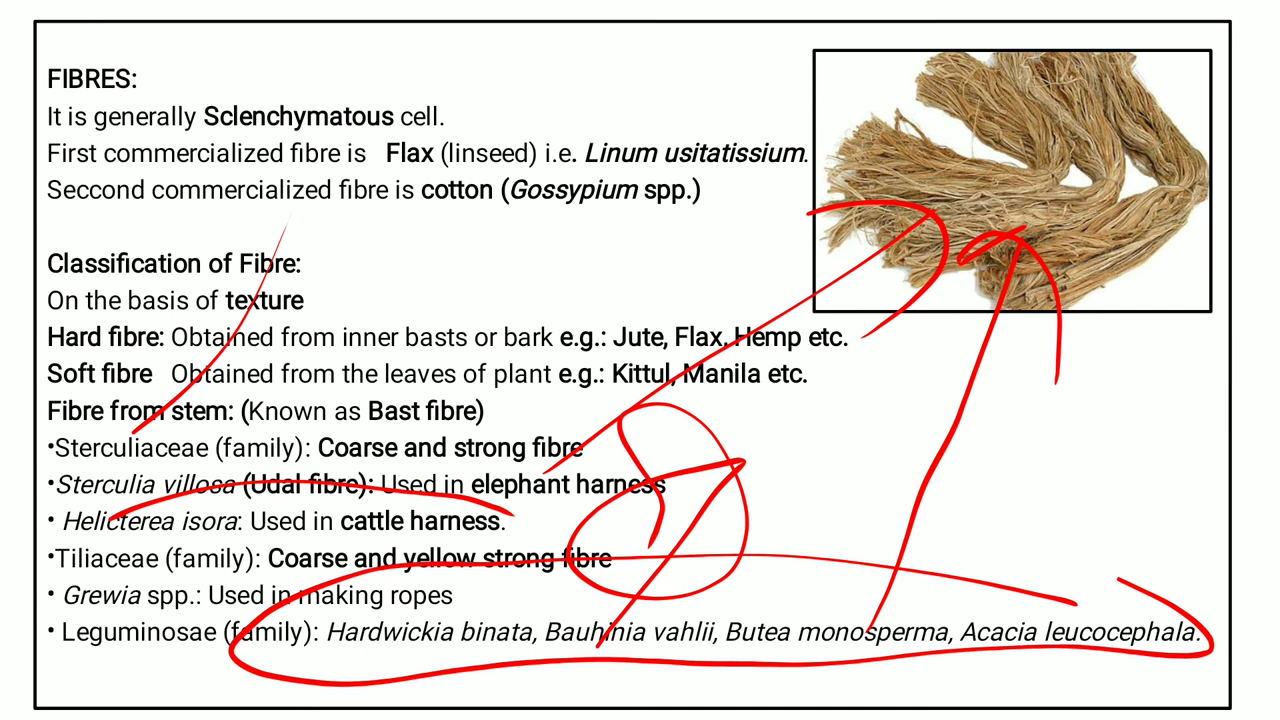 FIBRES:
It is generally Sclenchymatous cell.
First commercialized fibre is Flax (linseed) i.e. Linum usitatissium.
Seccond commercialized fibre is cotton (Gossypium spp.)
Classification of Fibre:
On the basis of texture
Hard fibre: Obtained from inner basts or bark e.g.: Jute, Flax, Hemp etc.
Soft fibre Obtained from the leaves of plant e.g.: Kittul, Manila etc.
Fibre from stem: (Known as Bast fibre)
•Sterculiaceae (family): Coarse and strong fibre
•Sterculia villosa (Udal fibre): Used in elephant harness
• Helicterea isora: Used in cattle harness.
•Tiliaceae (family): Coarse and yellow strong fibre
• Grewia spp.: Used in making ropes
• Leguminosae (family): Hardwickia binata, Bauhinia vahlii, Butea monosperma, Acacia leucocephala.